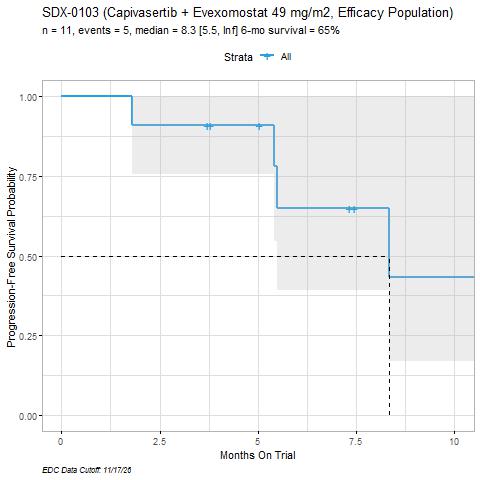 SDX-0103 (Capivasertib + Evexomostat 49 mg/m2, Efficacy Population)
n = 11, events = 5, median = 8.3 [5.5, Inf] 6-mo survival = 65%
Strata All
Progression-Free Survival Probability
1.00
0.75
0.50
0.25
0.00
0 2.5 5 7.5 10
Months On Trial
EDC Data Cutoff: 11/17/26